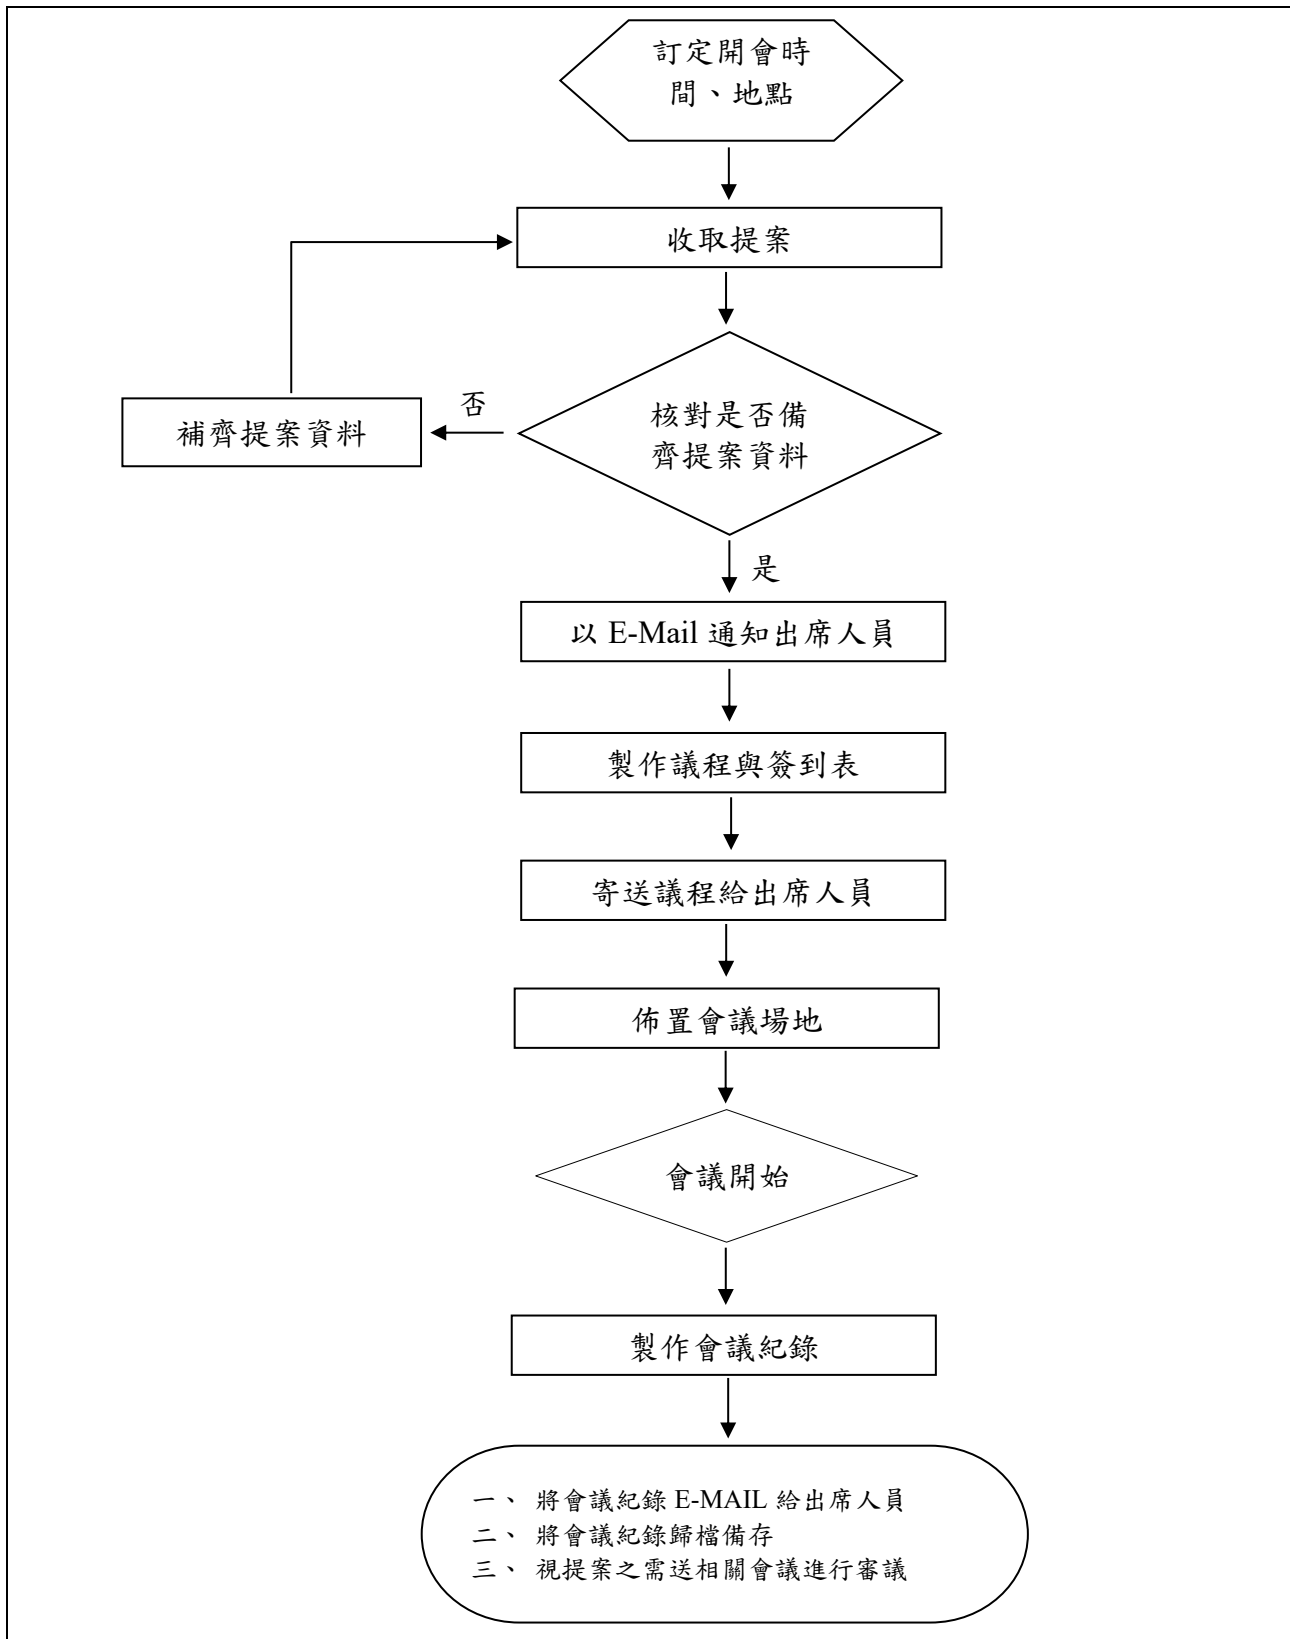 訂定開會時
間、地點
收取提案
否
補齊提案資料
核對是否備
齊提案資料
是
以 E-Mail 通知出席人員
製作議程與簽到表
寄送議程給出席人員
佈置會議場地
會議開始
製作會議紀錄
一、 將會議紀錄 E-MAIL 給出席人員
二、 將會議紀錄歸檔備存
三、 視提案之需送相關會議進行審議